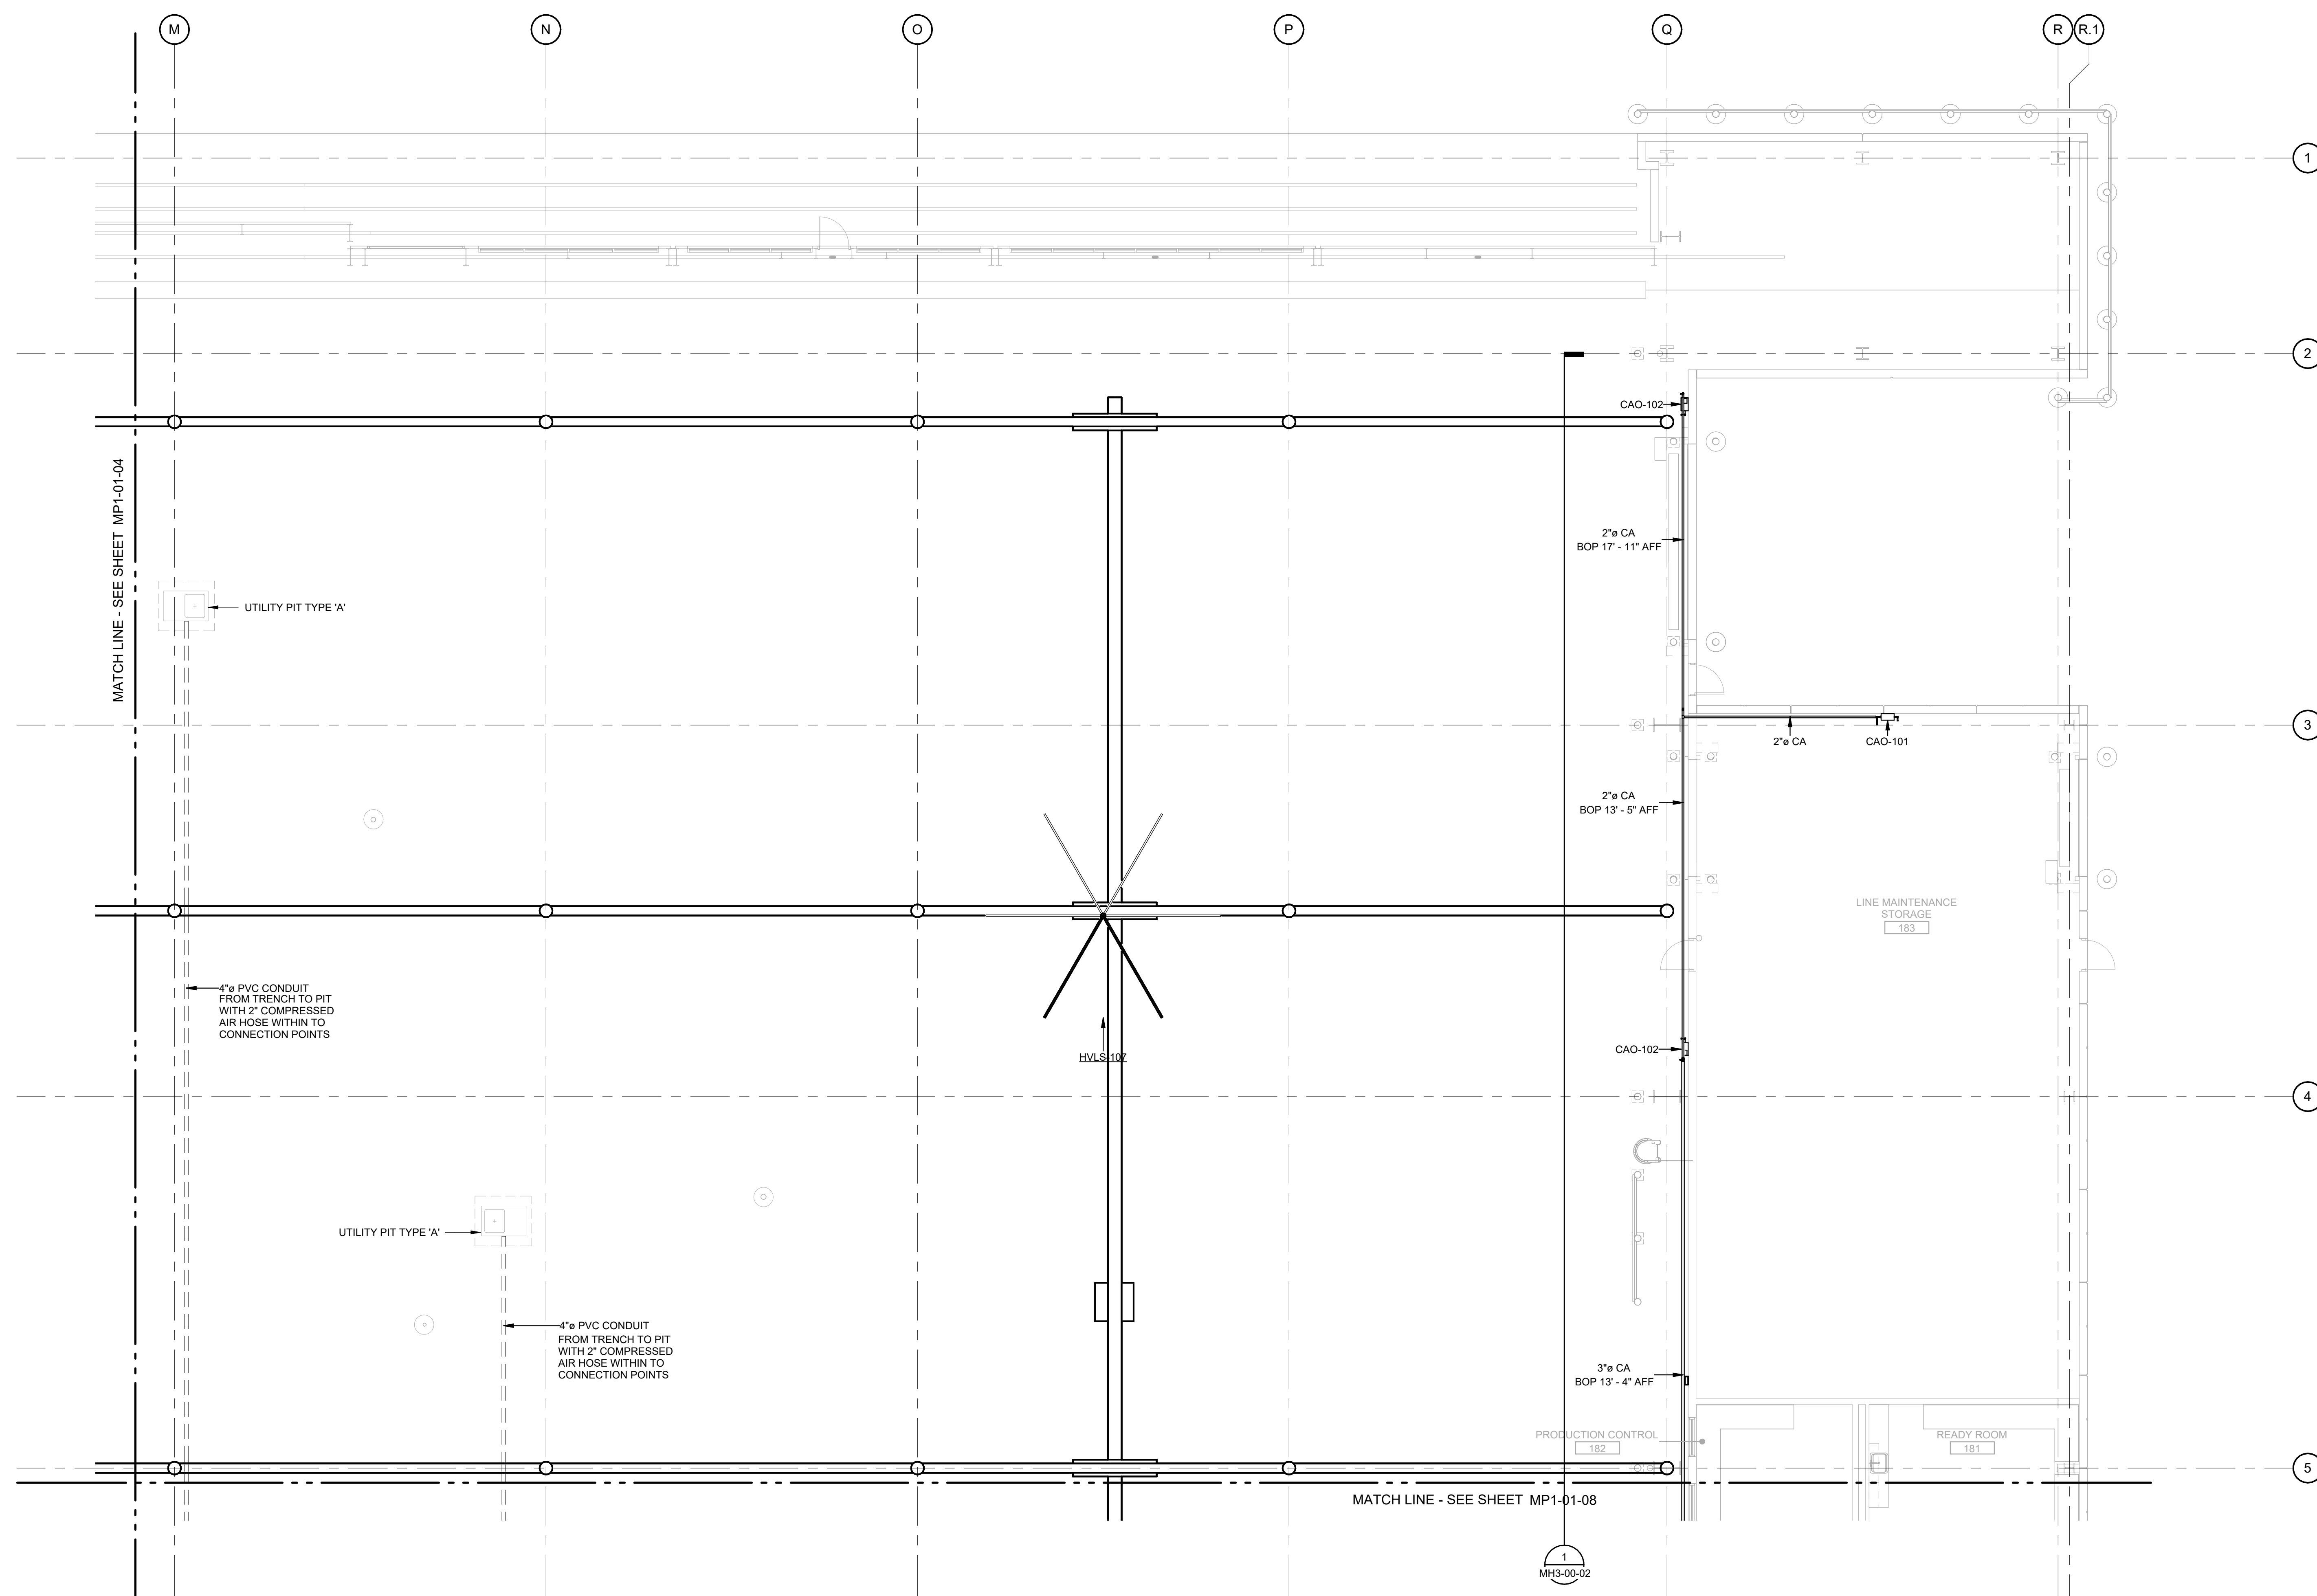 M
N
O
P
Q
R
R.1
1
2
CAO-102
MATCH LINE - SEE SHEET MP1-01-04
2"ø CA
BOP 17' - 11" AFF
UTILITY PIT TYPE 'A'
3
2"ø CA
CAO-101
2"ø CA
BOP 13' - 5" AFF
LINE MAINTENANCE
STORAGE
183
4"ø PVC CONDUIT
FROM TRENCH TO PIT
WITH 2" COMPRESSED
AIR HOSE WITHIN TO
CONNECTION POINTS
HVLS-107
CAO-102
4
UTILITY PIT TYPE 'A'
4"ø PVC CONDUIT
FROM TRENCH TO PIT
WITH 2" COMPRESSED
AIR HOSE WITHIN TO
CONNECTION POINTS
3"ø CA
BOP 13' - 4" AFF
PRODUCTION CONTROL
182
READY ROOM
181
5
MATCH LINE - SEE SHEET MP1-01-08
1
MH3-00-02